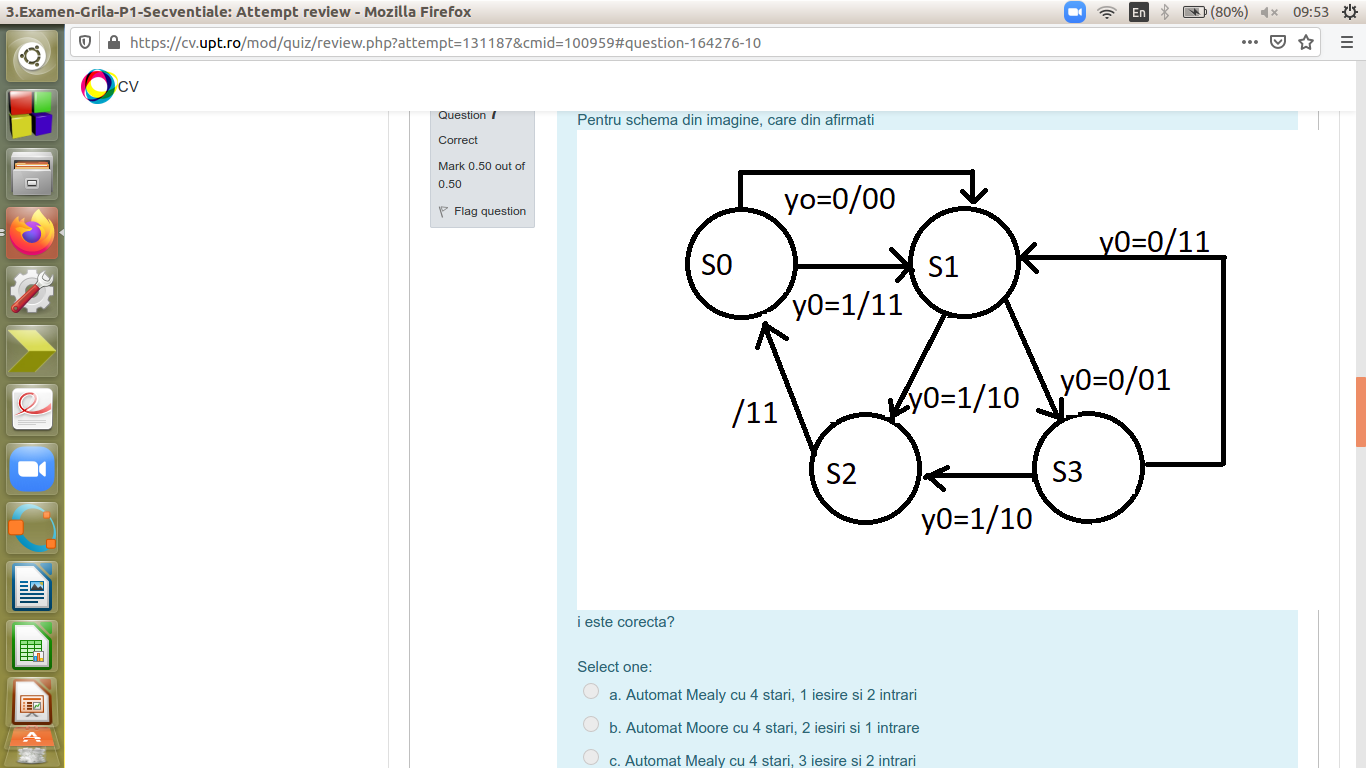 3.Examen-Grila-P1-Secventiale: Attempt review - Mozilla Firefox
En
(80%)
09:53
https://cv.upt.ro/mod/quiz/review.php?attempt=131187&cmid=100959#question-164276-10
CV
Question 7
Correct
Mark 0.50 out of
0.50
Flag question
Pentru schema din imagine, care din afirmati
yo=0/00
y0=0/11
S0
S1
y0=1/11
y0=0/01
y0=1/10
/11
S2
S3
y0=1/10
i este corecta?
Select one:
a. Automat Mealy cu 4 stari, 1 iesire si 2 intrari
b. Automat Moore cu 4 stari, 2 iesiri si 1 intrare
c. Automat Mealy cu 4 stari, 3 iesire si 2 intrari